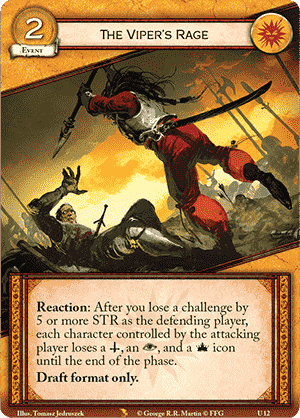 2
THE VIPER'S RAGE
EVENT
Reaction: After you lose a challenge by
5 or more STR as the defending player,
each character controlled by the attacking
player loses a , an , and a icon
until the end of the phase.
Draft format only.
Illus. Tomasz Jedruszek © George R.R. Martin © FFG U12